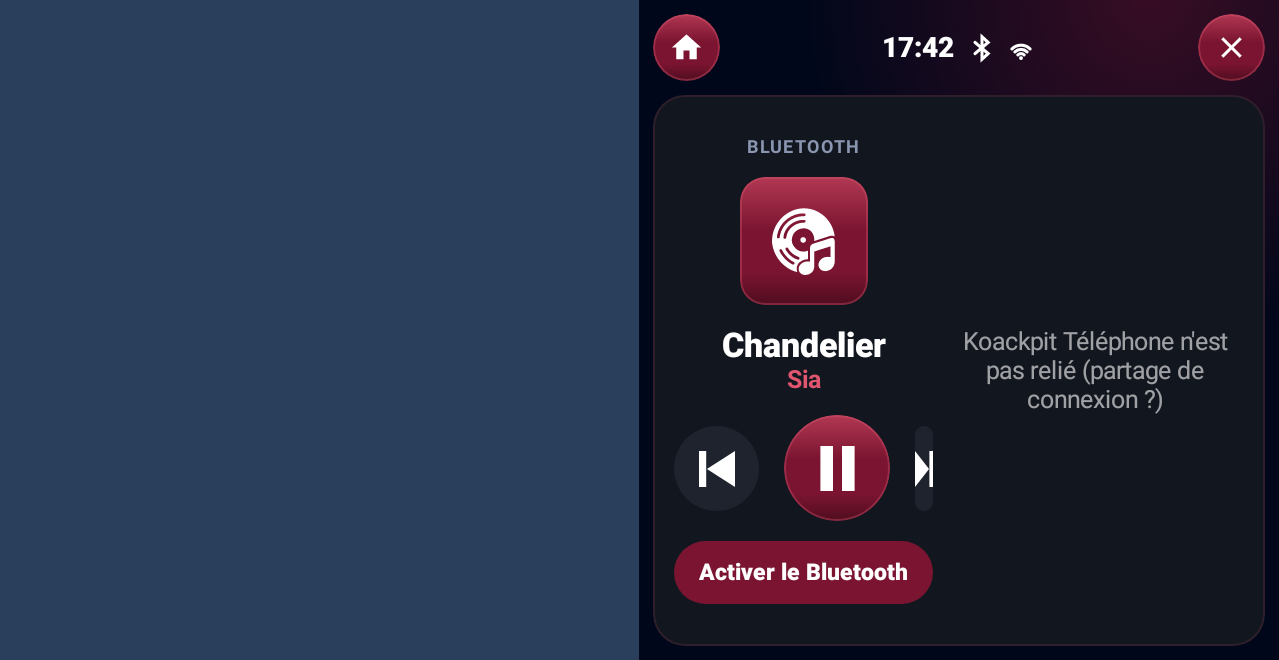 17:42
BLUETOOTH
Chandelier
Sia
Activer le Bluetooth
Koackpit Téléphone n'est
pas relié (partage de
connexion ?)